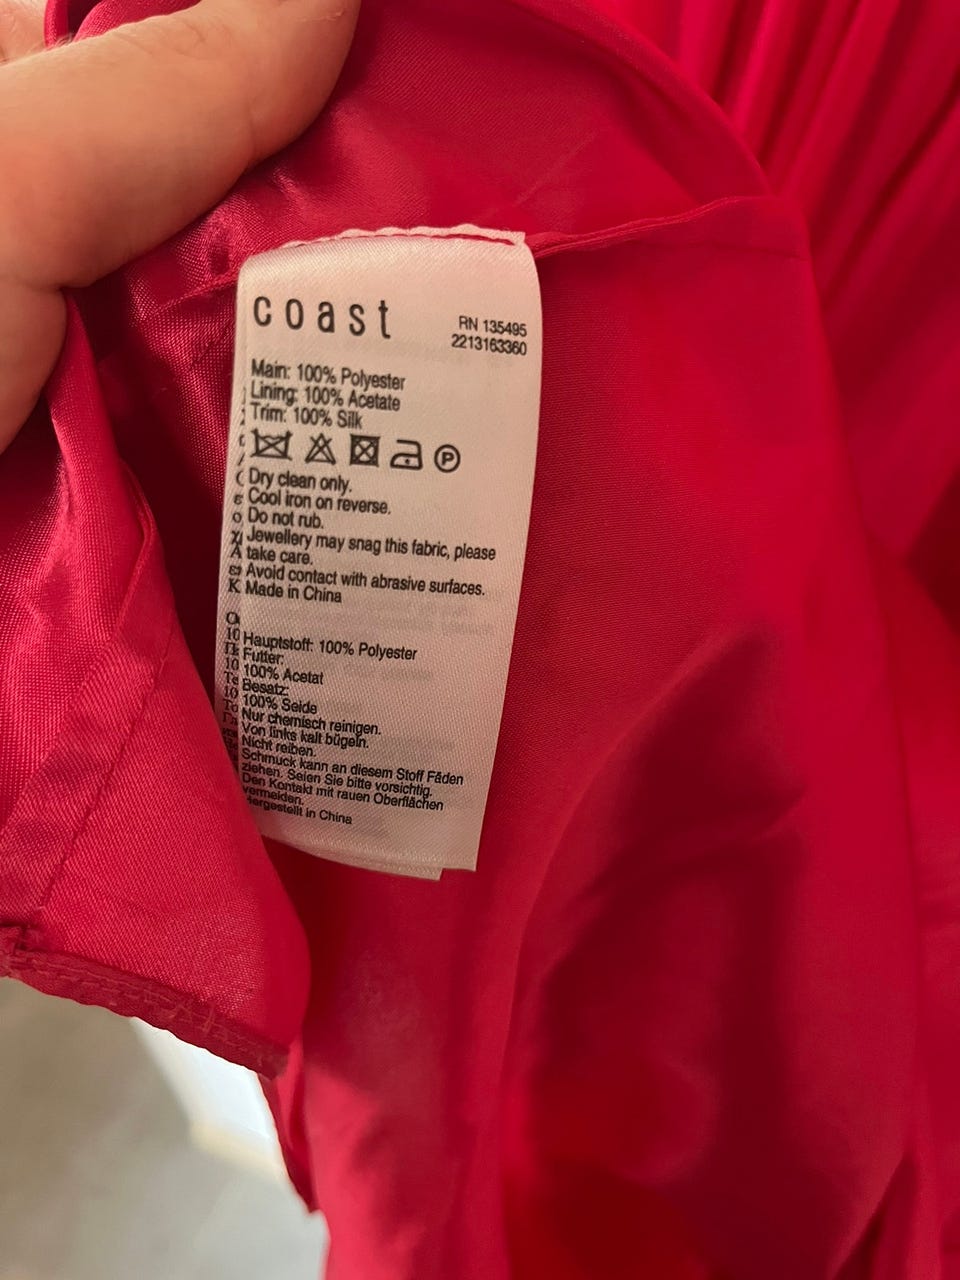 coast
RN 135495
2213163360
Main: 100% Polyester
Lining: 100% Acetate
Trim: 100% Silk
P
Dry clean only.
Cool iron on reverse.
Do not rub.
Jewellery may snag this fabric, please
take care.
Avoid contact with abrasive surfaces.
Made in China
Hauptstoff: 100% Polyester
Futter:
100% Acetat
Besatz:
100% Seide
Nur chemisch reinigen.
Von links kalt bügeln.
Nicht reiben.
Schmuck kann an diesem Stoff Fäden
ziehen. Seien Sie bitte vorsichtig.
Den Kontakt mit rauen Oberflächen
vermeiden.
Hergestellt in China